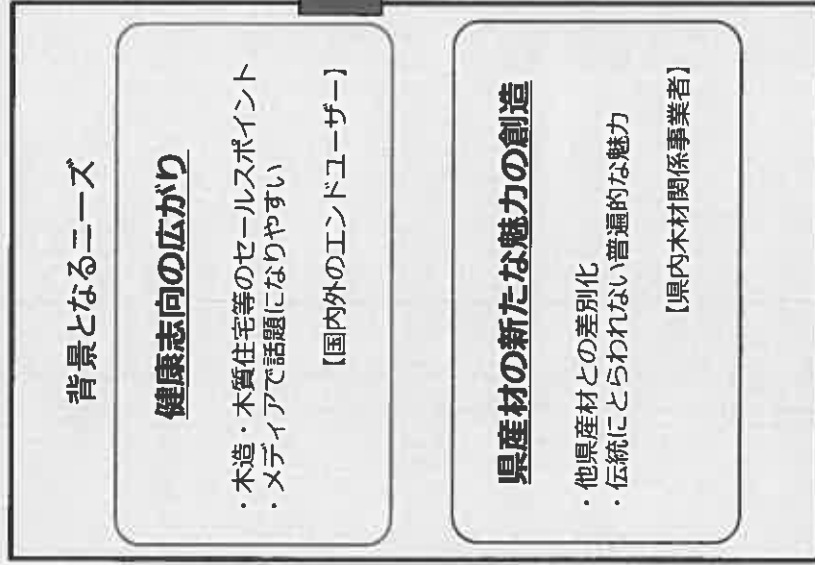 背景となるニーズ
健康志向の広がり
・木造・木質住宅等のセールスポイント
・メディアで話題になりやすい
【国内外のエンドユーザー】
県産材の新たな魅力の創造
・他県産材との差別化
・伝統にとらわれない普遍的な魅力
【県内木材関係事業者】